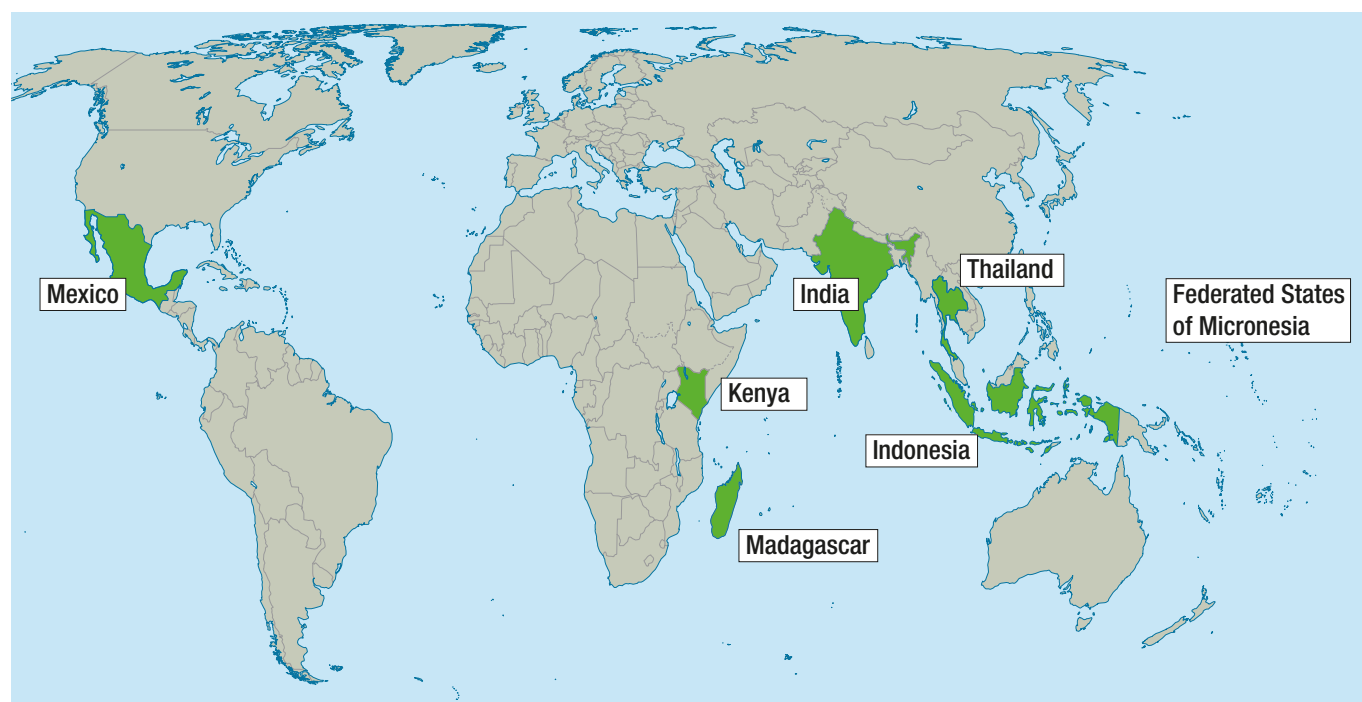 Mexico
India
Thailand
Federated States
of Micronesia
Kenya
Indonesia
Madagascar